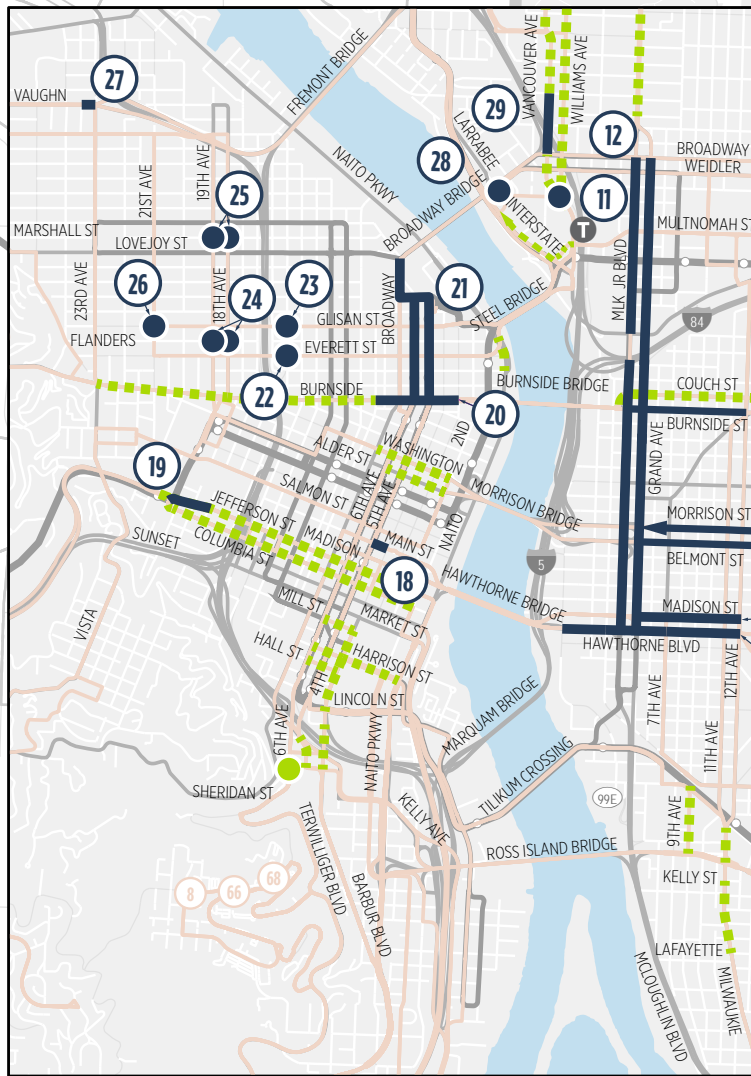 VANCOUVER AVE
WILLIAMS AVE
27
VAUGHN
FREMONT BRIDGE
29
LARRABEE
12
BROADWAY
WEIDLER
28
19TH AVE
21ST AVE
NAITO PKWY
25
BROADWAY BRIDGE
INTERSTATE
11
T
MULTNOMAH ST
MARSHALL ST
LOVEJOY ST
23RD AVE
26
18TH AVE
24
23
BROADWAY
21
STEEL BRIDGE
MLK JR BLVD
84
GLISAN ST
FLANDERS
EVERETT ST
22
BURNSIDE
BURNSIDE BRIDGE
COUCH ST
20
BURNSIDE ST
2ND
GRAND AVE
ALDER ST
WASHINGTON
19
6TH AVE
5TH AVE
SALMON ST
MORRISON BRIDGE
MORRISON ST
JEFFERSON ST
COLUMBIA ST
SUNSET
MADISON
MAIN ST
NAITO
BELMONT ST
5
18
HAWTHORNE BRIDGE
MILL ST
MARKET ST
MADISON ST
VISTA
HALL ST
HARRISON ST
HAWTHORNE BLVD
4TH
LINCOLN ST
7TH AVE
12TH AVE
6TH AVE
NAITO PKWY
MARQUAM BRIDGE
11TH AVE
SHERIDAN ST
TILIKUM CROSSING
99E
9TH AVE
KELLY AVE
TERWILLIGER BLVD
BARBUR BLVD
ROSS ISLAND BRIDGE
KELLY ST
8
66
68
LAFAYETTE
MCLOUGHLIN BLVD
MILWAUKIE